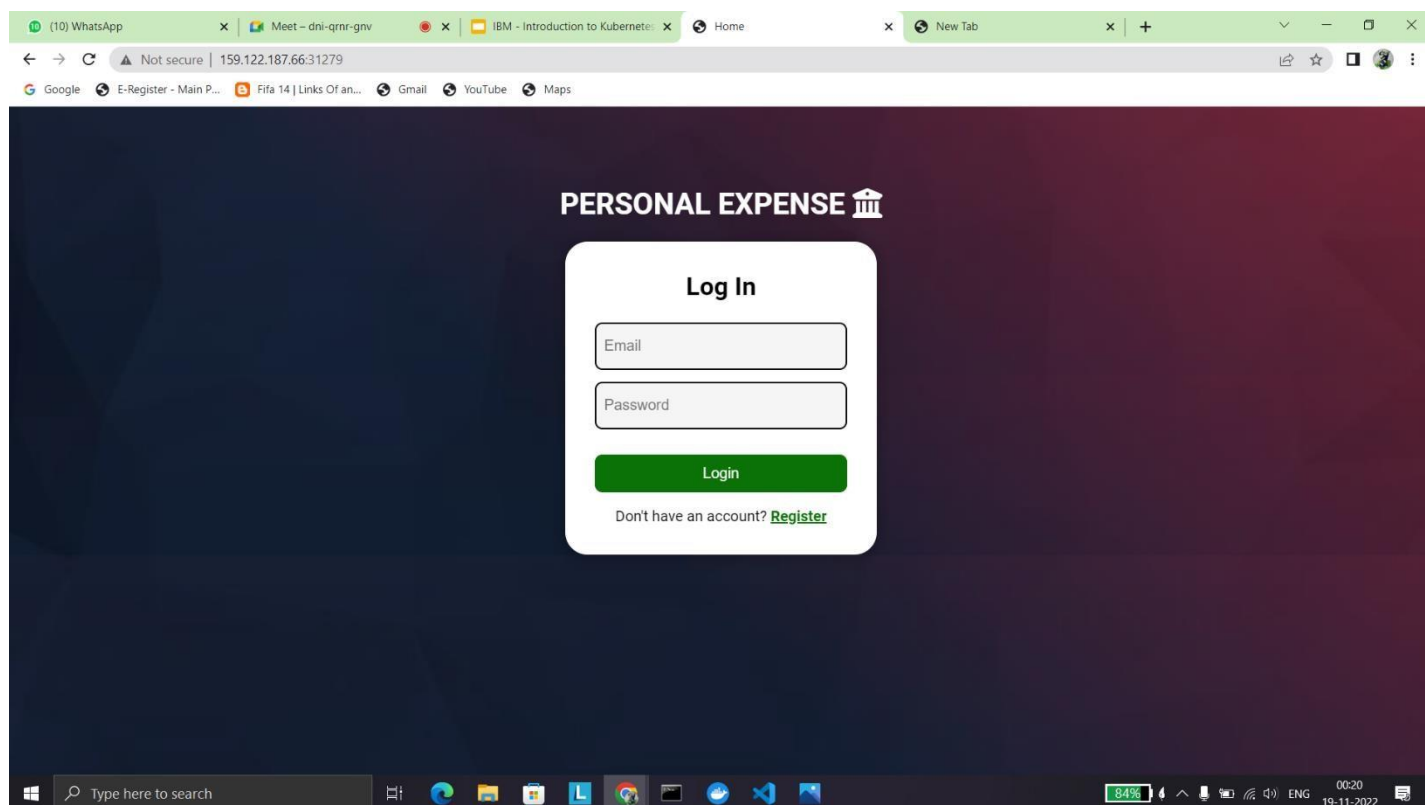 (10) WhatsApp
Meet – dni-qrnr-gnv
IBM - Introduction to Kubernetes
Home
New Tab
Not secure | 159.122.187.66:31279
Google
E-Register - Main P...
Fifa 14 | Links Of an...
Gmail
YouTube
Maps
PERSONAL EXPENSE
Log In
Email
Password
Login
Don't have an account? Register
Type here to search
L
84%
ENG
00:20
19-11-2022